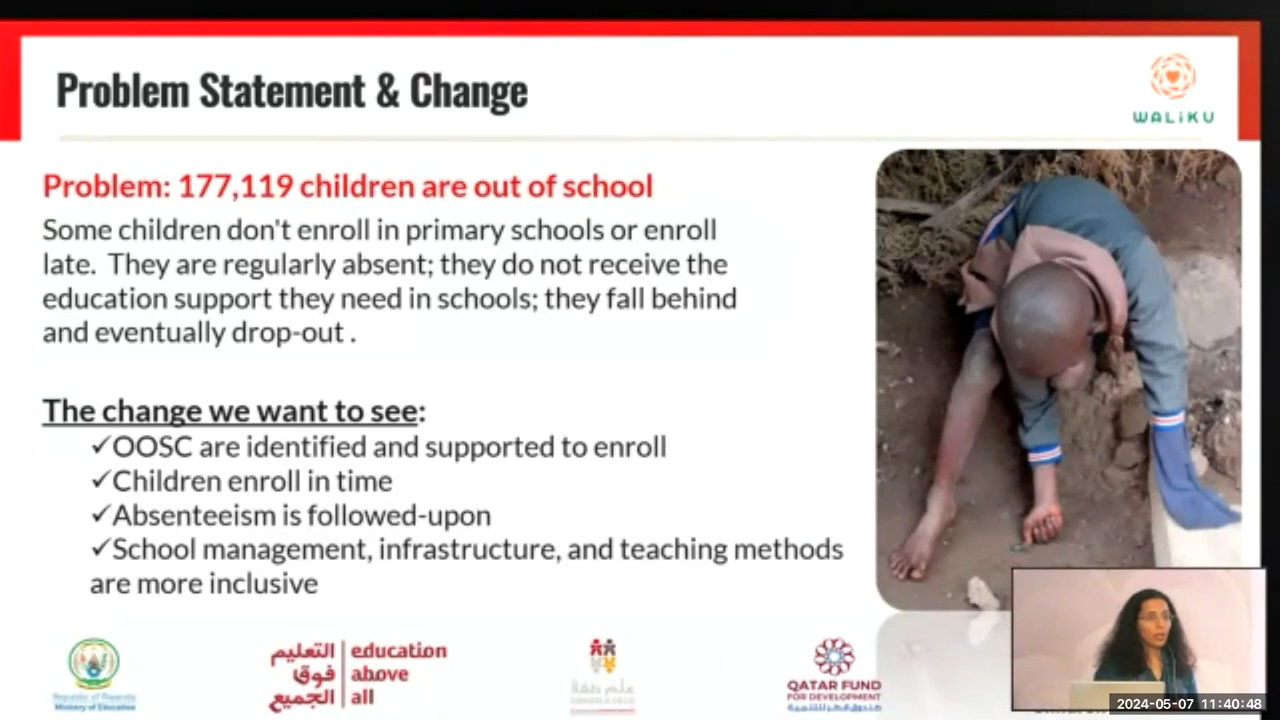 Problem Statement & Change
WALiKU
Problem: 177,119 children are out of school
Some children don't enroll in primary schools or enroll
late. They are regularly absent; they do not receive the
education support they need in schools; they fall behind
and eventually drop-out .
The change we want to see:
✓OOSC are identified and supported to enroll
✓Children enroll in time
✓Absenteeism is followed-upon
✓School management, infrastructure, and teaching methods
are more inclusive
Republic of Rwanda
Ministry of Education
التعليم
فوق
الجميع
education
above
all
علّم طفلًا
QATAR FUND
FOR DEVELOPMENT
صندوق قطر للتنمية
2024-05-07 11:40:48